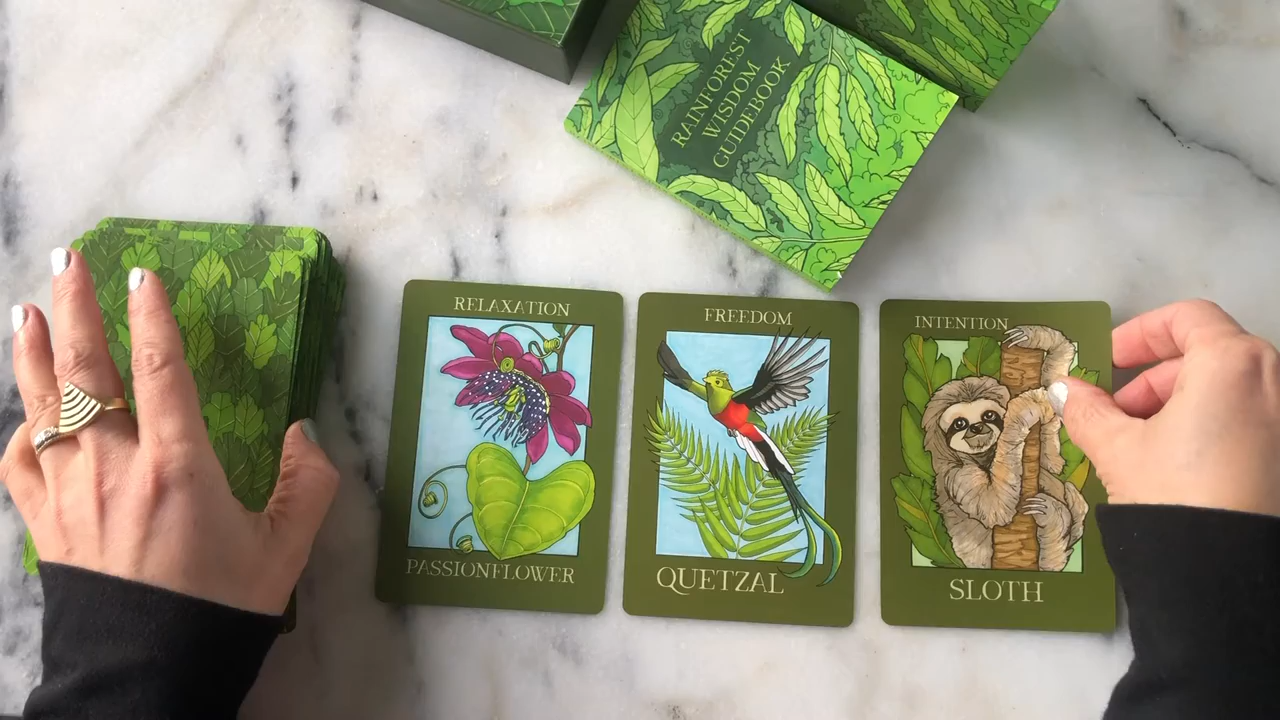 RAINFOREST
WISDOM
GUIDEBOOK
RELAXATION
PASSIONFLOWER
FREEDOM
QUETZAL
INTENTION
SLOTH